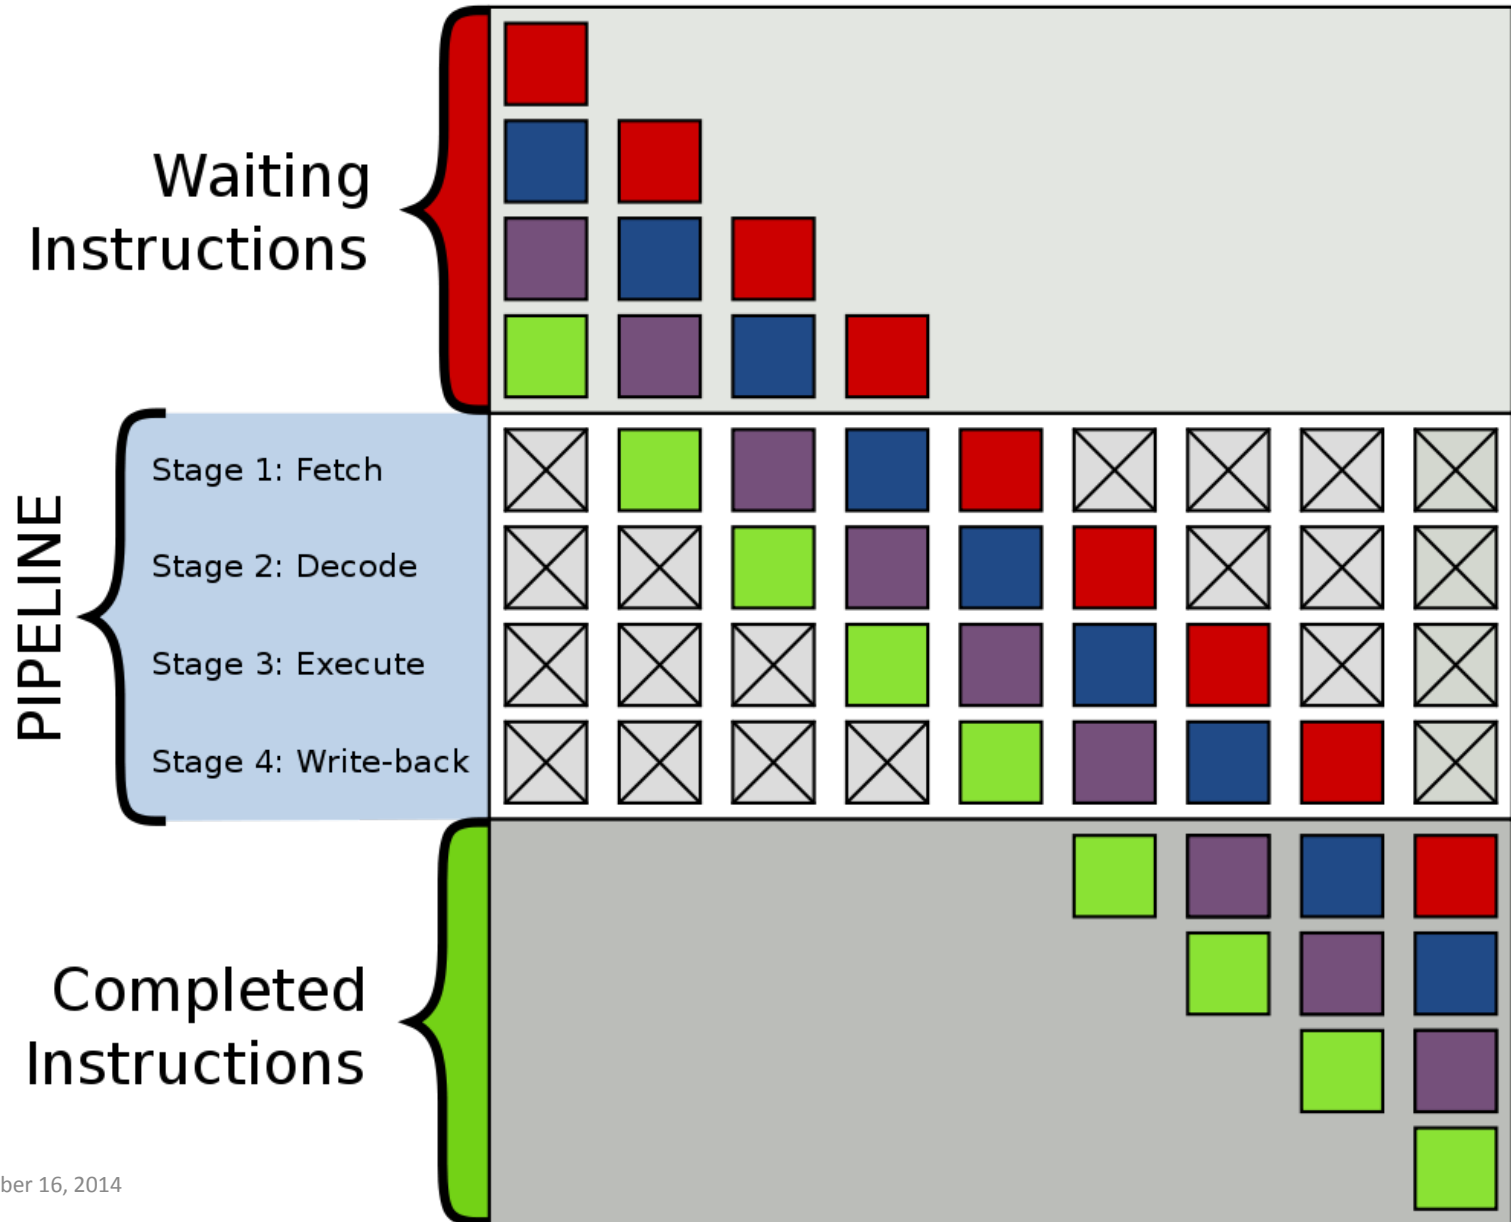 Waiting
Instructions
PIPELINE
Stage 1: Fetch
Stage 2: Decode
Stage 3: Execute
Stage 4: Write-back
Completed
Instructions
ber 16, 2014